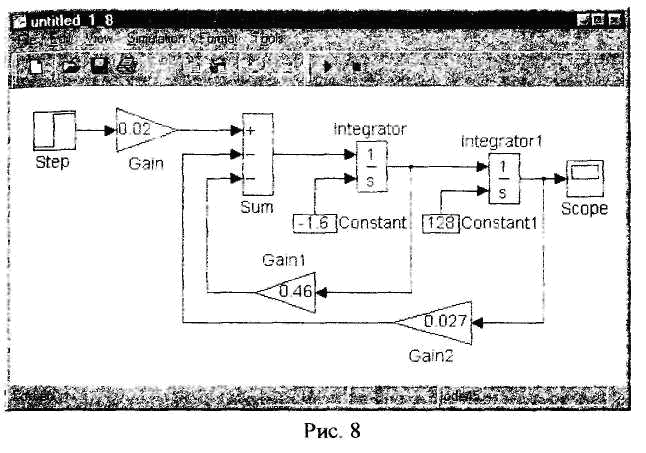 untitled_1_8
Edit View Simulation Format Tools
Integrator
Integrator1
0.02
+
1
s
1
s
Step
Gain
−
−
Sum
Scope
-1.6
Constant
128
Constant1
Gain1
0.46
0.027
Gain2
Рис. 8